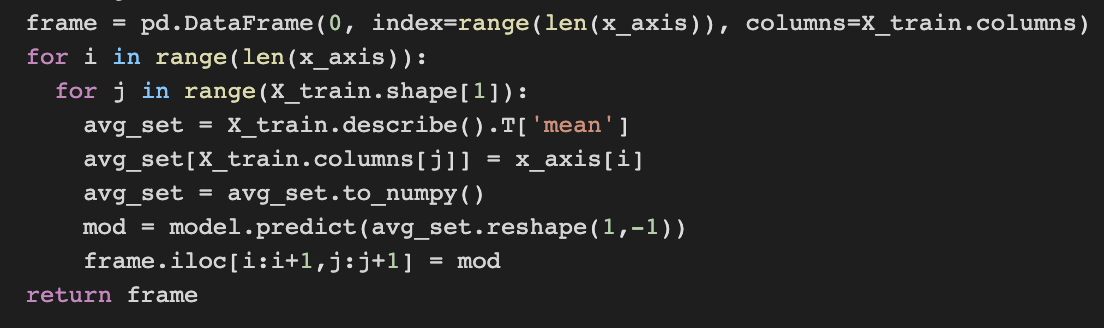 frame = pd.DataFrame(0, index=range(len(x_axis)), columns=X_train.columns)
for i in range(len(x_axis)):
  for j in range(X_train.shape[1]):
    avg_set = X_train.describe().T['mean']
    avg_set[X_train.columns[j]] = x_axis[i]
    avg_set = avg_set.to_numpy()
    mod = model.predict(avg_set.reshape(1,-1))
    frame.iloc[i:i+1,j:j+1] = mod
return frame